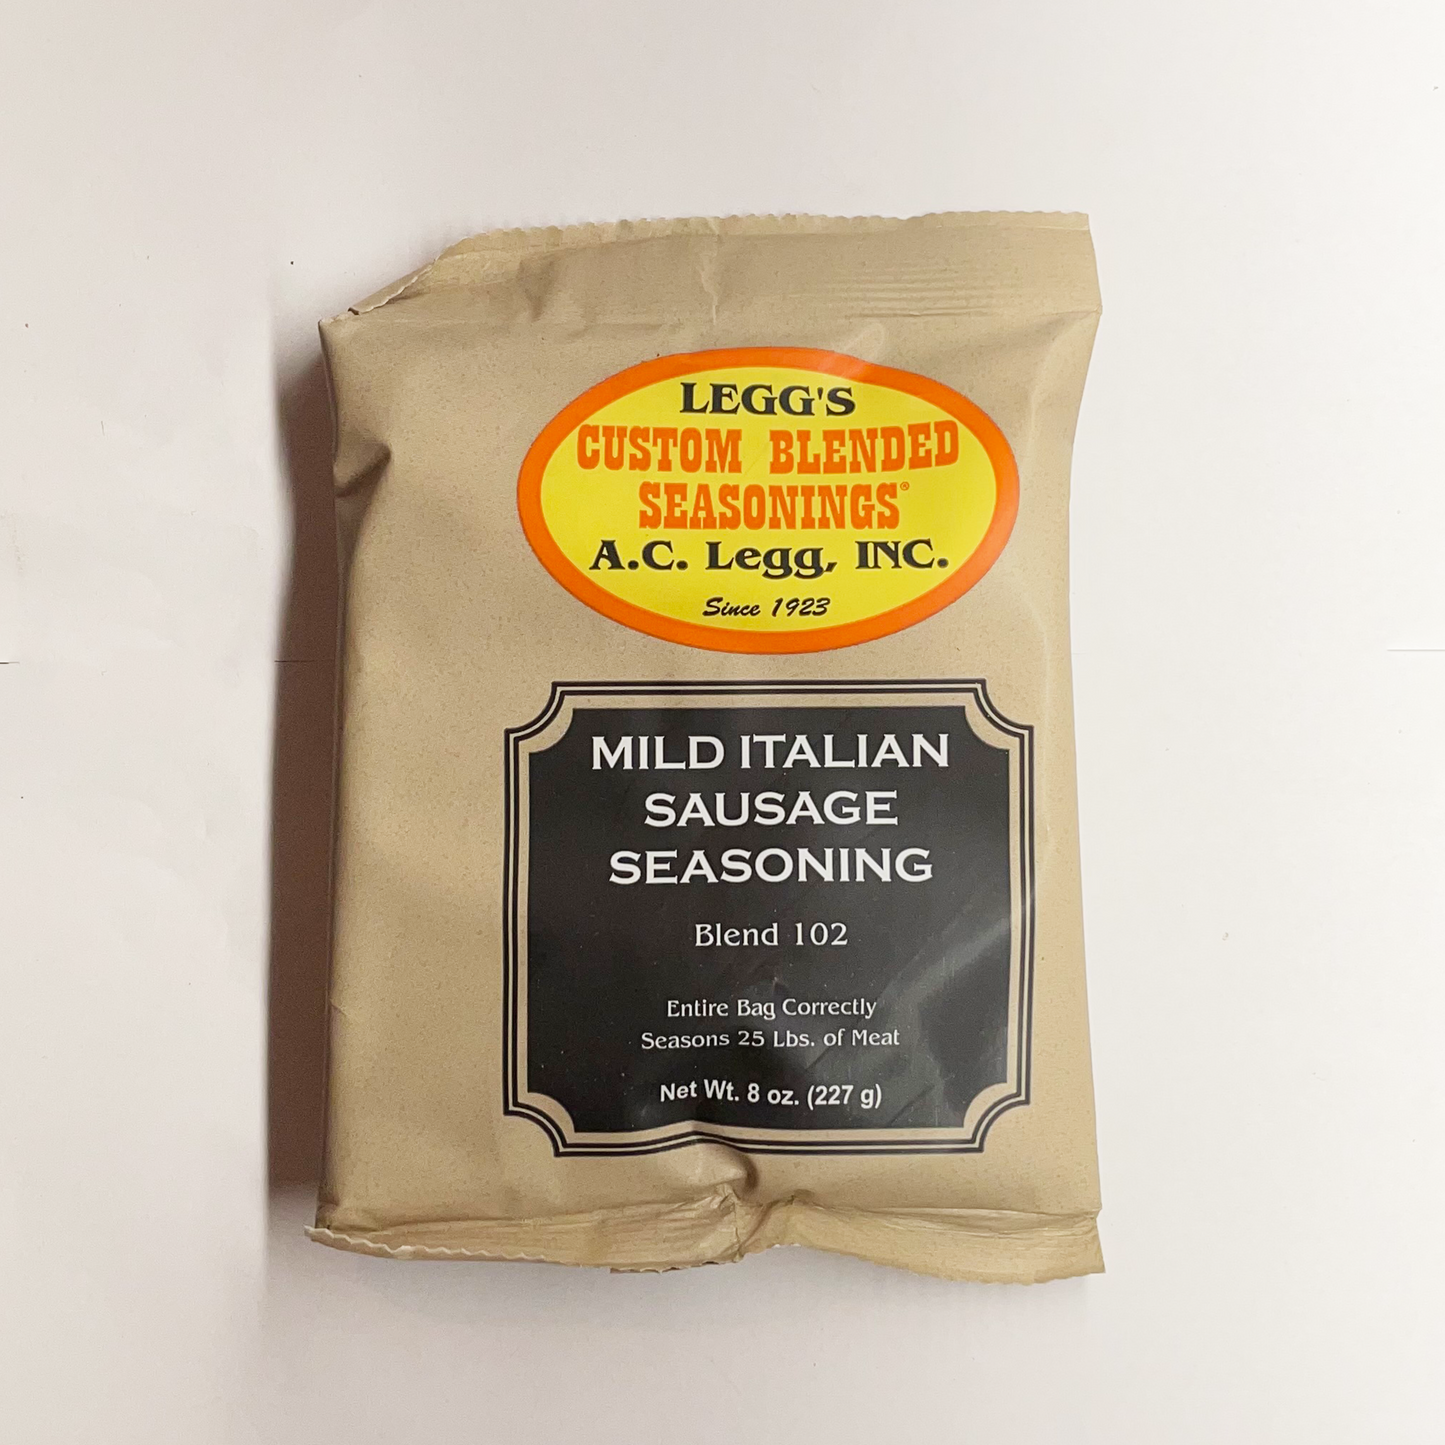 LEGG'S
CUSTOM BLENDED
SEASONINGS®
A.C. Legg, INC.
Since 1923
MILD ITALIAN
SAUSAGE
SEASONING
Blend 102
Entire Bag Correctly
Seasons 25 Lbs. of Meat
Net Wt. 8 oz. (227 g)